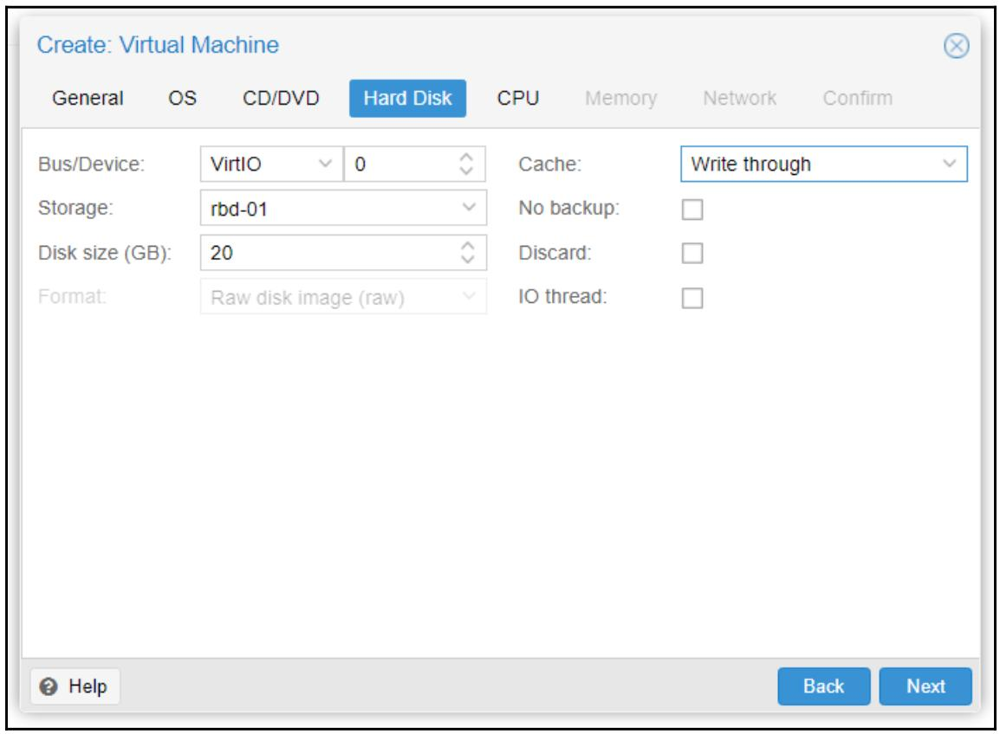 Create: Virtual Machine
General OS CD/DVD Hard Disk CPU Memory Network Confirm
Bus/Device: VirtIO 0 Cache: Write through
Storage: rbd-01 No backup:
Disk size (GB): 20 Discard:
Format: Raw disk image (raw) IO thread:
Help Back Next